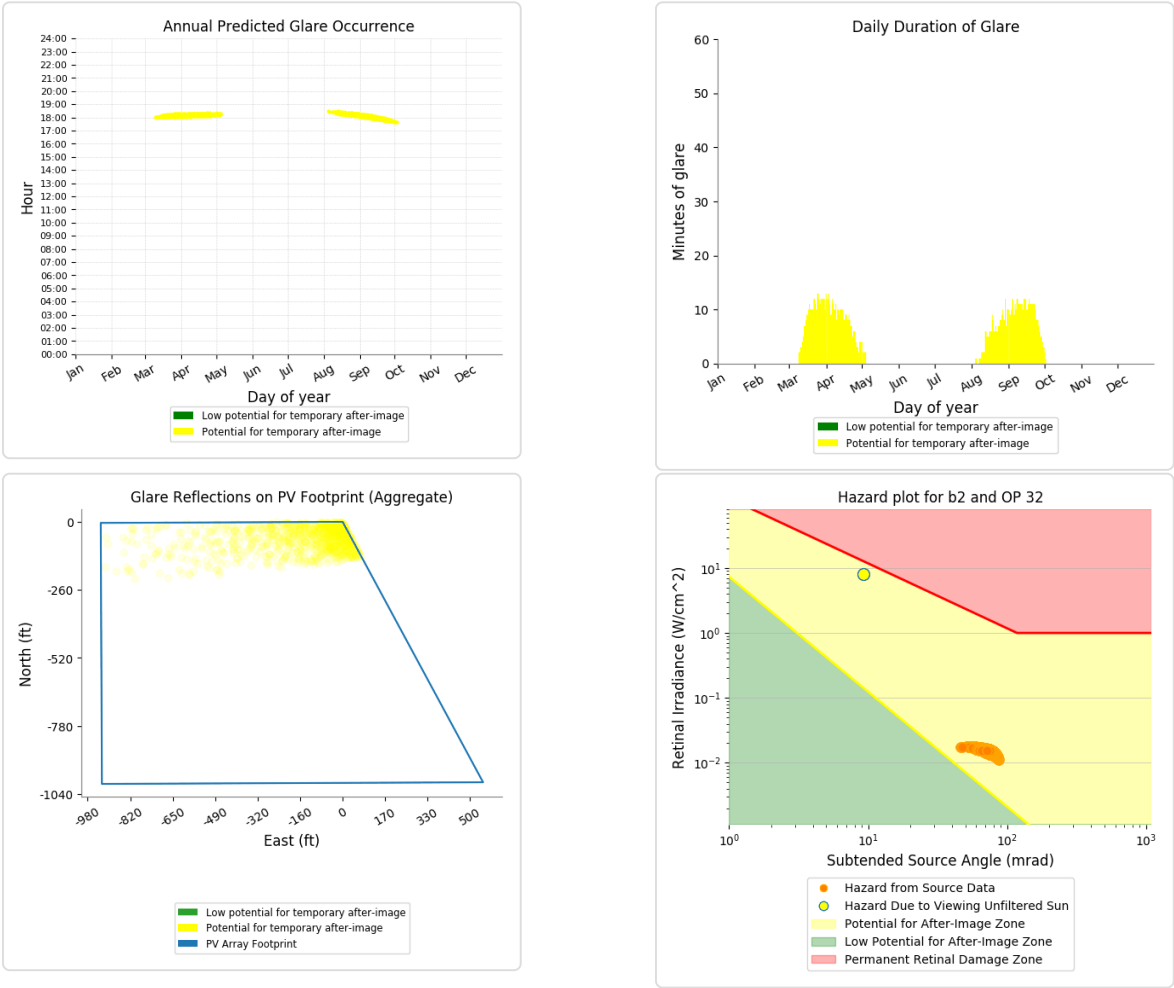 Annual Predicted Glare Occurrence
24:00
23:00
22:00
21:00
20:00
19:00
18:00
17:00
16:00
15:00
14:00
13:00
12:00
11:00
10:00
09:00
08:00
07:00
06:00
05:00
04:00
03:00
02:00
01:00
00:00
Hour
Jan Feb Mar Apr May Jun Jul Aug Sep Oct Nov Dec
Day of year
Low potential for temporary after-image
Potential for temporary after-image
Daily Duration of Glare
60
50
40
30
20
10
0
Minutes of glare
Jan Feb Mar Apr May Jun Jul Aug Sep Oct Nov Dec
Day of year
Low potential for temporary after-image
Potential for temporary after-image
Glare Reflections on PV Footprint (Aggregate)
0
-260
-520
-780
-1040
North (ft)
-980 -820 -650 -490 -320 -160 0 170 330 500
East (ft)
Low potential for temporary after-image
Potential for temporary after-image
PV Array Footprint
Hazard plot for b2 and OP 32
10^1
10^0
10^-1
10^-2
Retinal Irradiance (W/cm^2)
10^0 10^1 10^2 10^3
Subtended Source Angle (mrad)
Hazard from Source Data
Hazard Due to Viewing Unfiltered Sun
Potential for After-Image Zone
Low Potential for After-Image Zone
Permanent Retinal Damage Zone